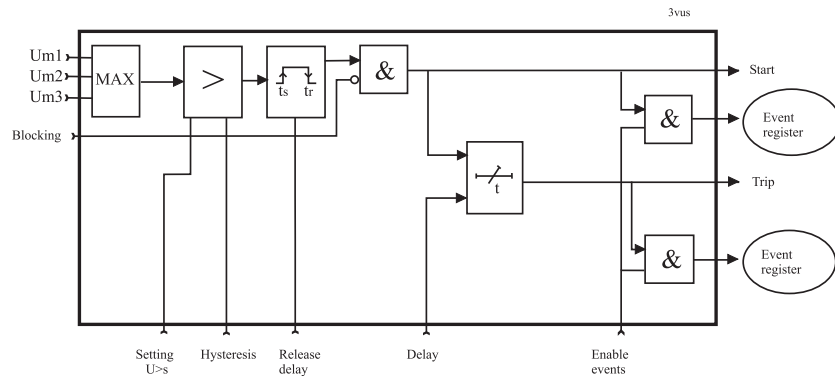 3vus
Um1
Um2
Um3
MAX
>
ts tr
&
Start
Blocking
&
Event
register
t
Trip
&
Event
register
Setting
U>s
Hysteresis
Release
delay
Delay
Enable
events